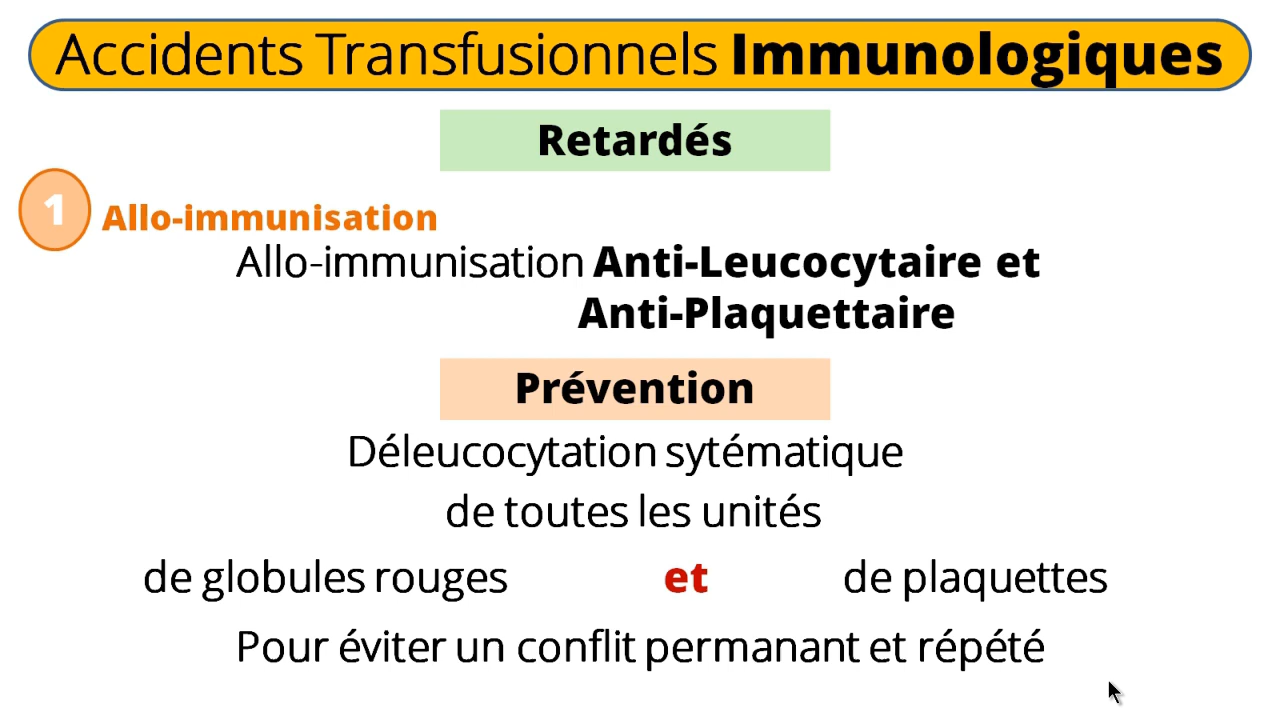 Accidents Transfusionnels Immunologiques
Retardés
1 Allo-immunisation
Allo-immunisation Anti-Leucocytaire et
Anti-Plaquettaire
Prévention
Déleucocytation sytématique
de toutes les unités
de globules rouges et de plaquettes
Pour éviter un conflit permanant et répété